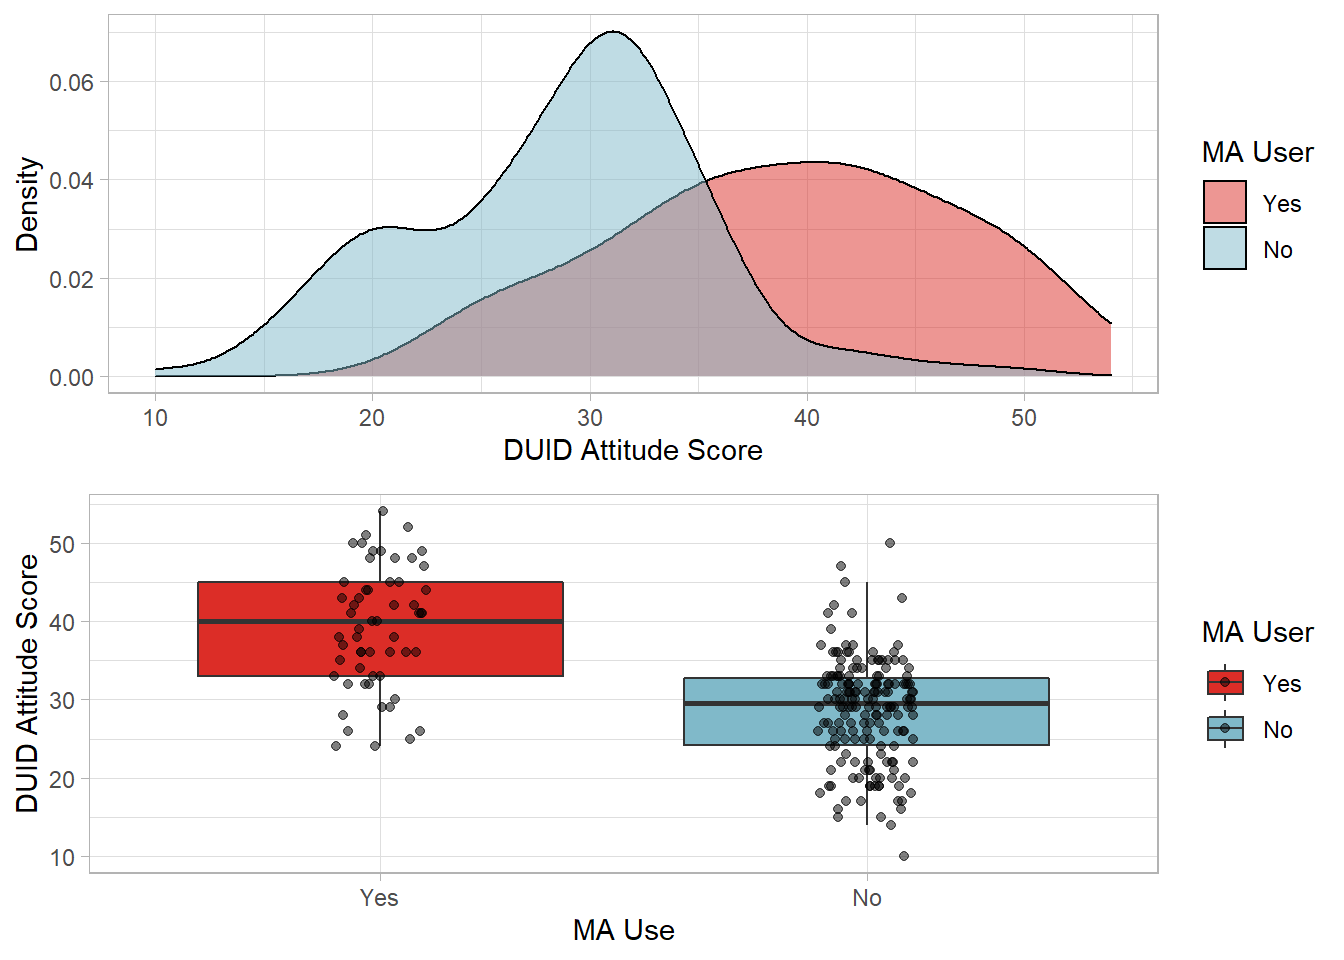 0.06
0.04
0.02
0.00
Density
10 20 30 40 50
DUID Attitude Score
MA User
Yes
No
50
40
30
20
10
DUID Attitude Score
Yes No
MA Use
MA User
Yes
No